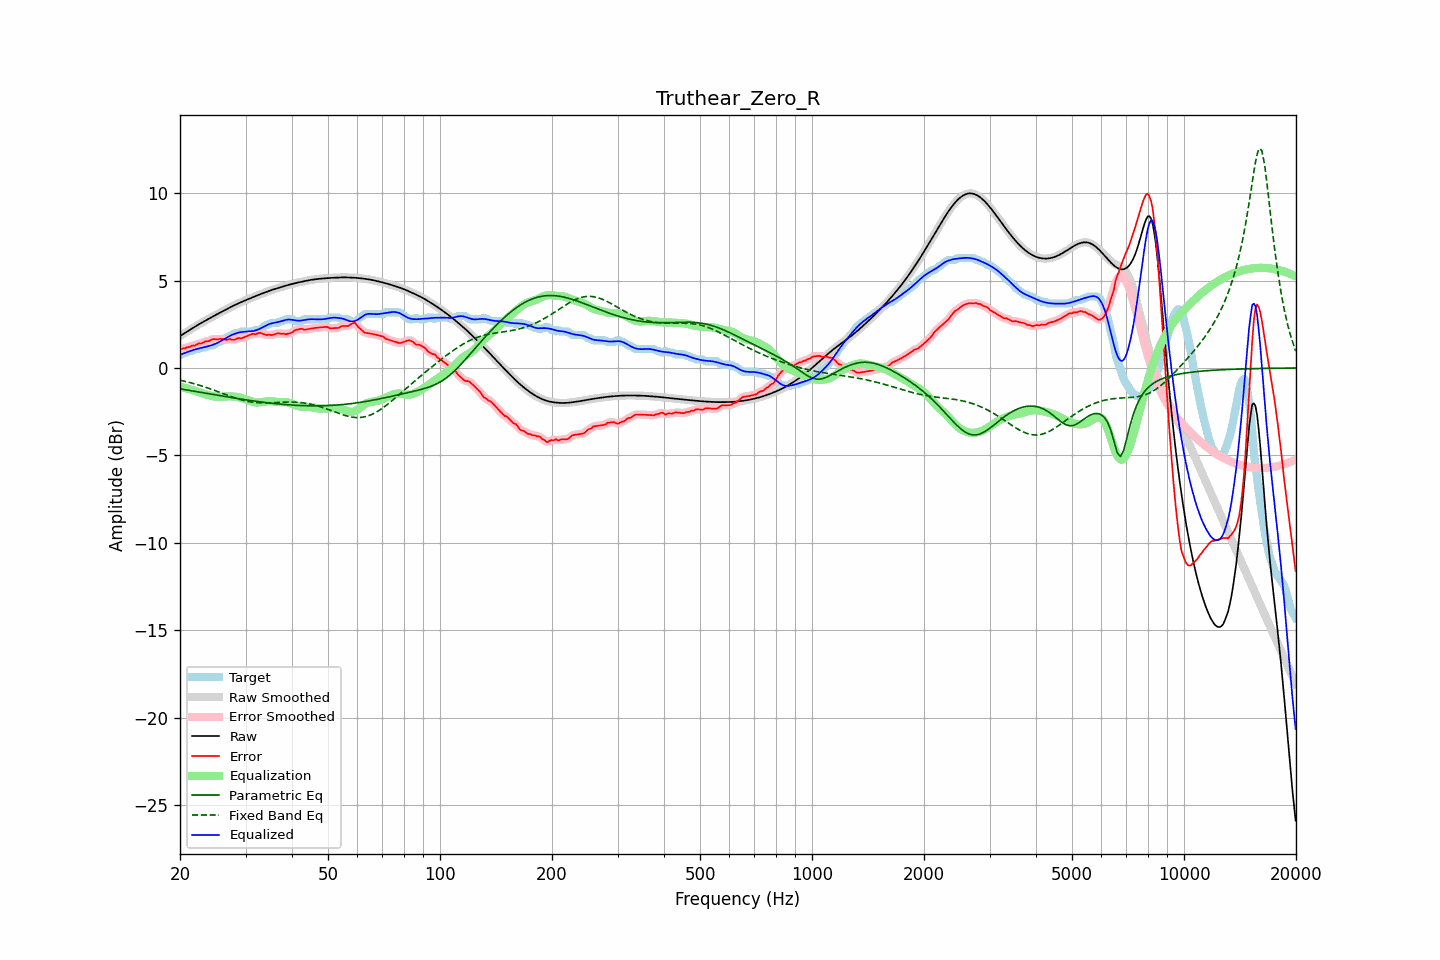 Truthear_Zero_R
Amplitude (dBr)
10
5
0
−5
−10
−15
−20
−25
Target
Raw Smoothed
Error Smoothed
Raw
Error
Equalization
Parametric Eq
Fixed Band Eq
Equalized
20 50 100 200 500 1000 2000 5000 10000 20000
Frequency (Hz)